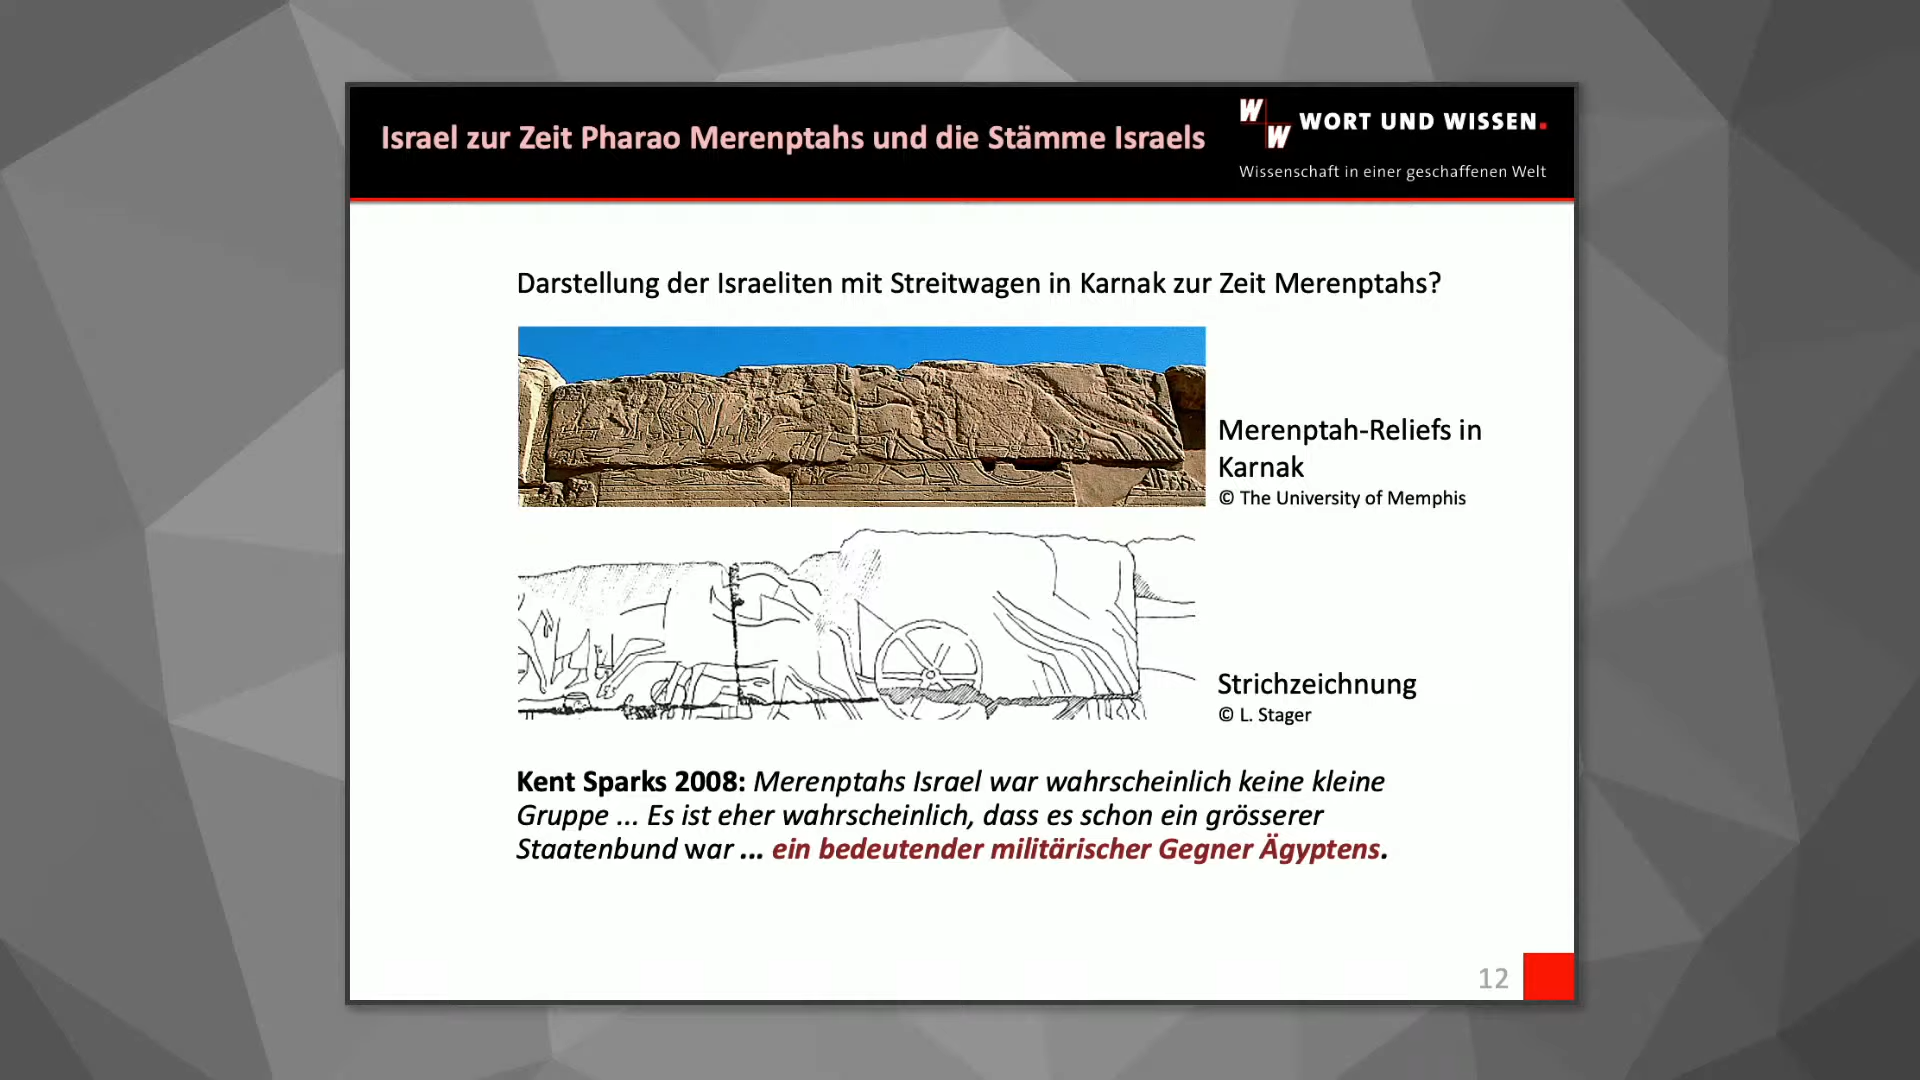 Israel zur Zeit Pharao Merenptahs und die Stämme Israels
W
W
WORT UND WISSEN.
Wissenschaft in einer geschaffenen Welt
Darstellung der Israeliten mit Streitwagen in Karnak zur Zeit Merenptahs?
Merenptah-Reliefs in
Karnak
© The University of Memphis
Strichzeichnung
© L. Stager
Kent Sparks 2008: Merenptahs Israel war wahrscheinlich keine kleine
Gruppe ... Es ist eher wahrscheinlich, dass es schon ein grösserer
Staatenbund war ... ein bedeutender militärischer Gegner Ägyptens.
12